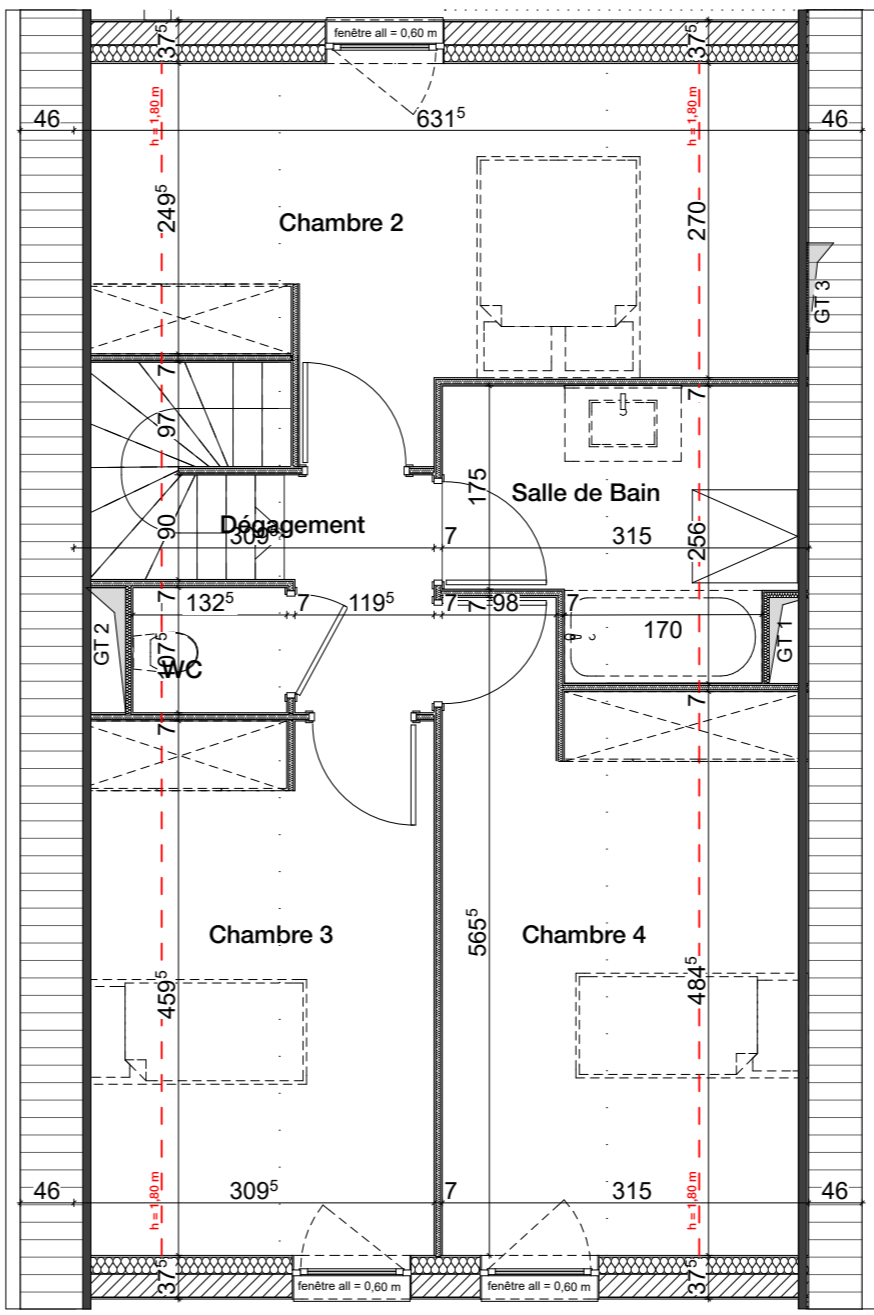 37⁵
fenêtre all = 0,60 m
37⁵
46
h = 1,80 m
631⁵
h = 1,80 m
46
249⁵
Chambre 2
270
GT 3
7
7
97
175
Salle de Bain
90
Dégagement
309⁵
7
315
256
7
132⁵
7
119⁵
7
7
98
7
170
GT 2
107⁵
WC
GT 1
7
7
Chambre 3
565⁵
Chambre 4
459⁵
484⁵
46
h = 1,80 m
309⁵
7
315
h = 1,80 m
46
37⁵
fenêtre all = 0,60 m
fenêtre all = 0,60 m
37⁵